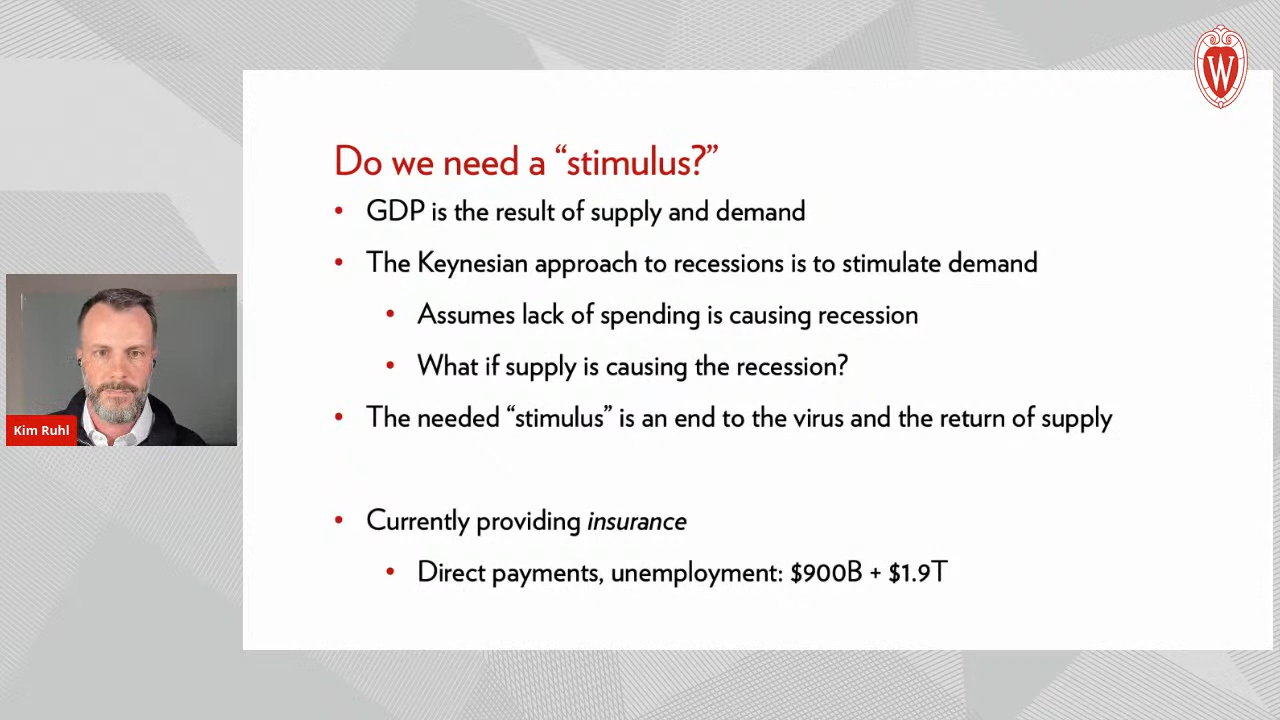 W
Do we need a “stimulus?”
• GDP is the result of supply and demand
• The Keynesian approach to recessions is to stimulate demand
• Assumes lack of spending is causing recession
• What if supply is causing the recession?
• The needed “stimulus” is an end to the virus and the return of supply
Kim Ruhl
• Currently providing insurance
• Direct payments, unemployment: $900B + $1.9T